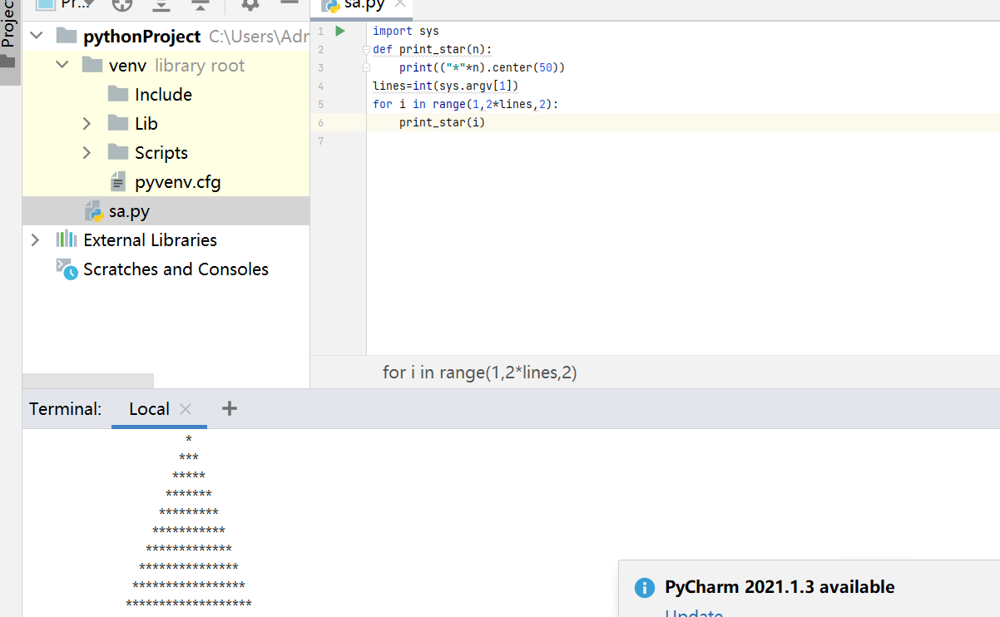 Project
Pr...
sa.py
pythonProject C:\Users\Adr
venv library root
Include
Lib
Scripts
pyvenv.cfg
sa.py
External Libraries
Scratches and Consoles
1 import sys
2 def print_star(n):
3     print(("*"*n).center(50))
4 lines=int(sys.argv[1])
5 for i in range(1,2*lines,2):
6     print_star(i)
7
for i in range(1,2*lines,2)
Terminal: Local
*
***
*****
*******
*********
***********
*************
***************
*****************
*******************
PyCharm 2021.1.3 available
Update